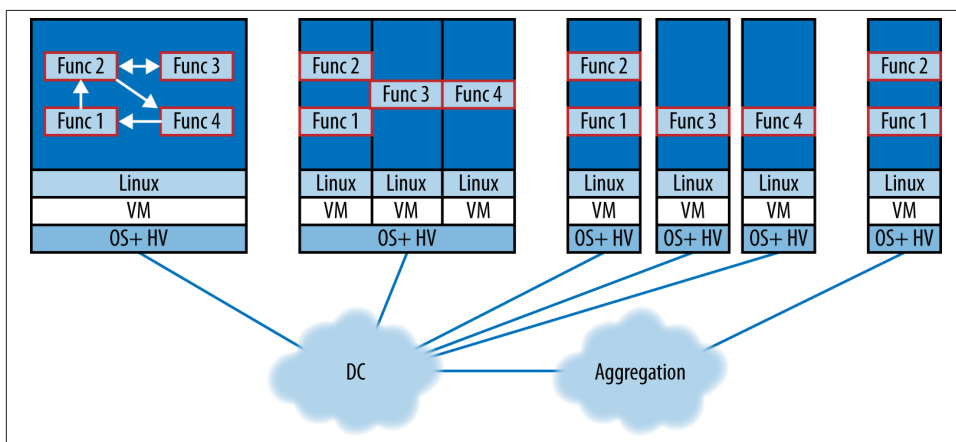 Func 2 Func 3 Func 2 Func 2 Func 2
Func 3 Func 4
Func 1 Func 4 Func 1 Func 1 Func 3 Func 4 Func 1
Linux Linux Linux Linux Linux Linux Linux Linux
VM VM VM VM VM VM VM VM
OS+ HV OS+ HV OS+ HV OS+ HV OS+ HV OS+ HV
DC Aggregation